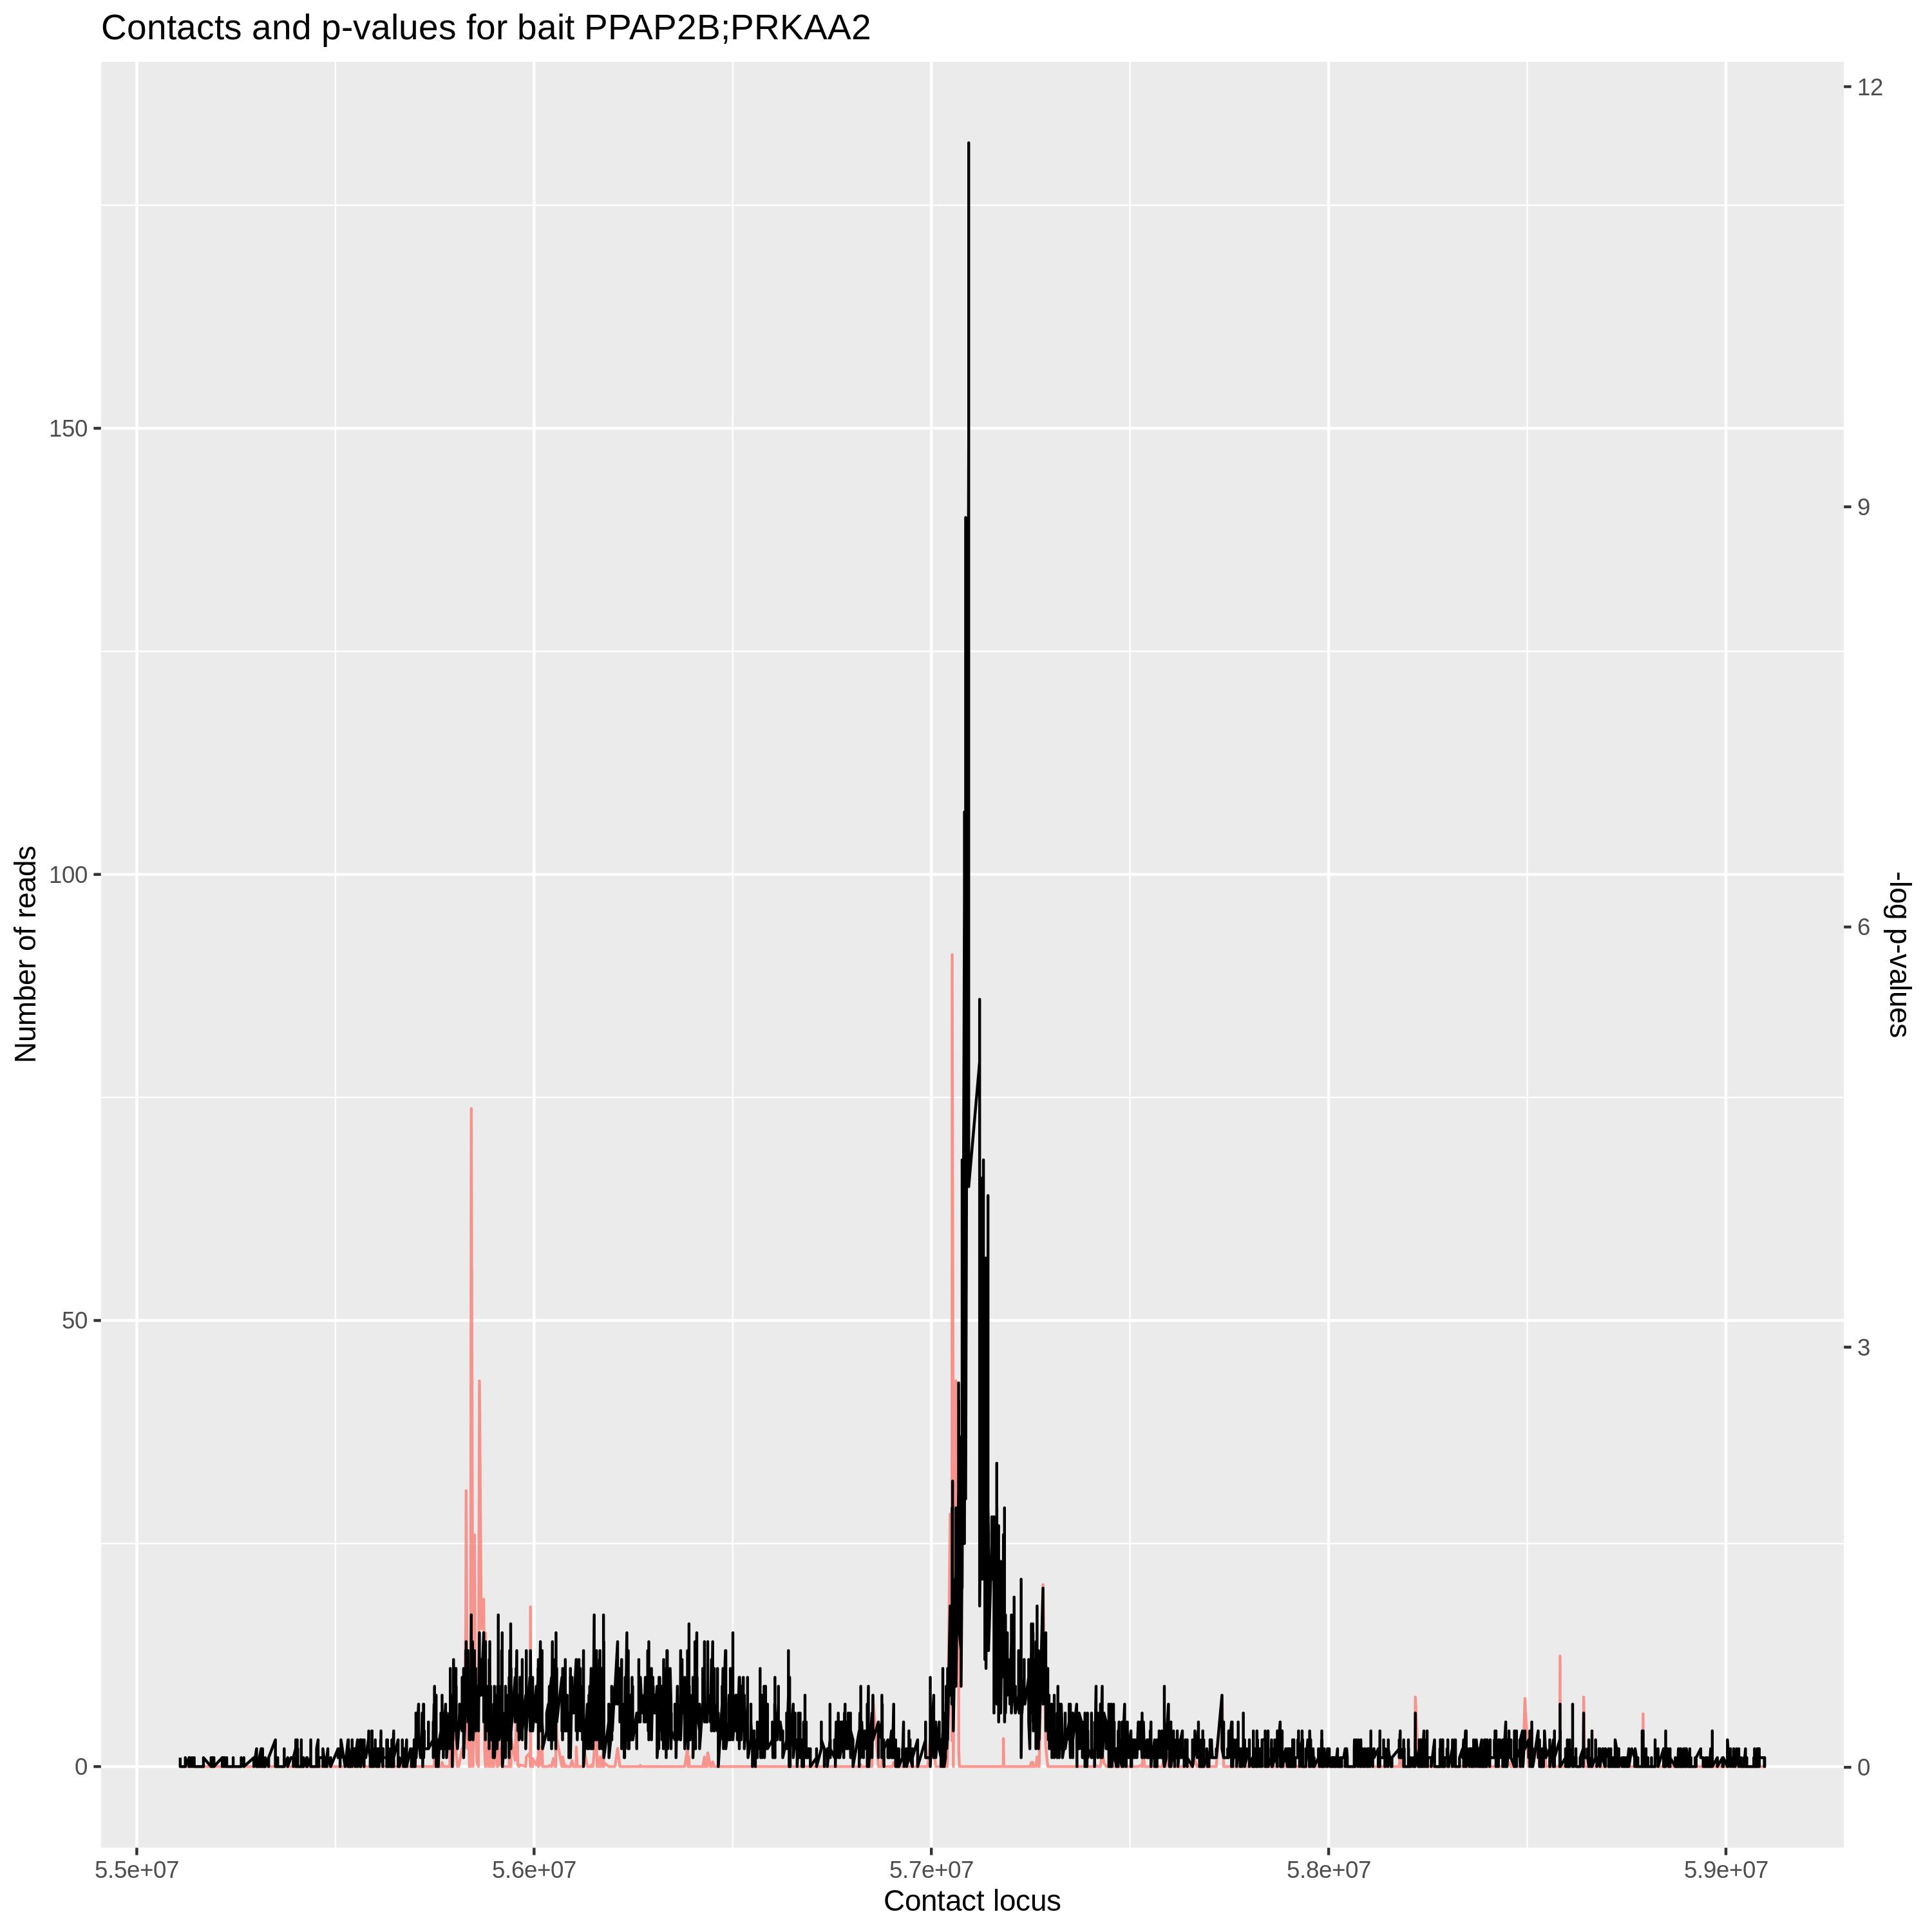 Contacts and p-values for bait PPAP2B;PRKAA2
Number of reads
150
100
50
0
12
9
6
3
0
-log p-values
5.5e+07 5.6e+07 5.7e+07 5.8e+07 5.9e+07
Contact locus